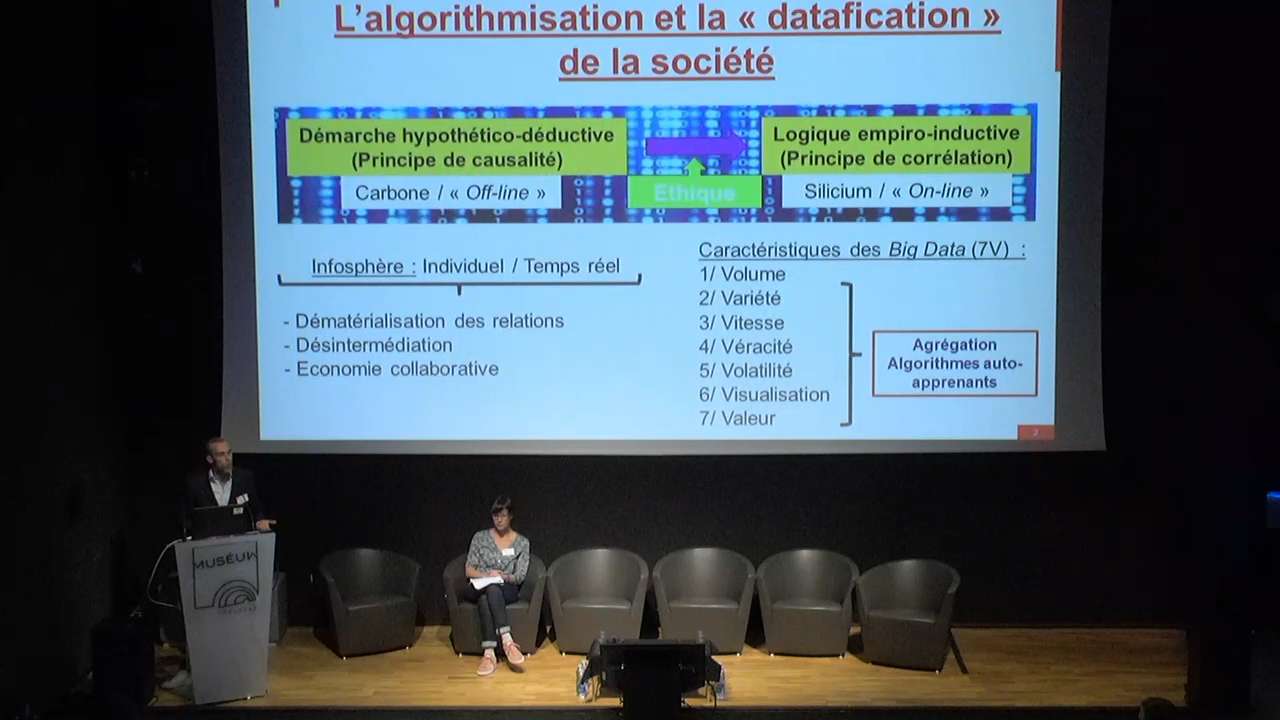 L'algorithmisation et la « datafication »
de la société
Démarche hypothético-déductive
(Principe de causalité)
Carbone / « Off-line »
Ethique
Logique empiro-inductive
(Principe de corrélation)
Silicium / « On-line »
Infosphère : Individuel / Temps réel
- Dématérialisation des relations
- Désintermédiation
- Economie collaborative
Caractéristiques des Big Data (7V) :
1/ Volume
2/ Variété
3/ Vitesse
4/ Véracité
5/ Volatilité
6/ Visualisation
7/ Valeur
Agrégation
Algorithmes auto-
apprenants
2
MUSÉUM